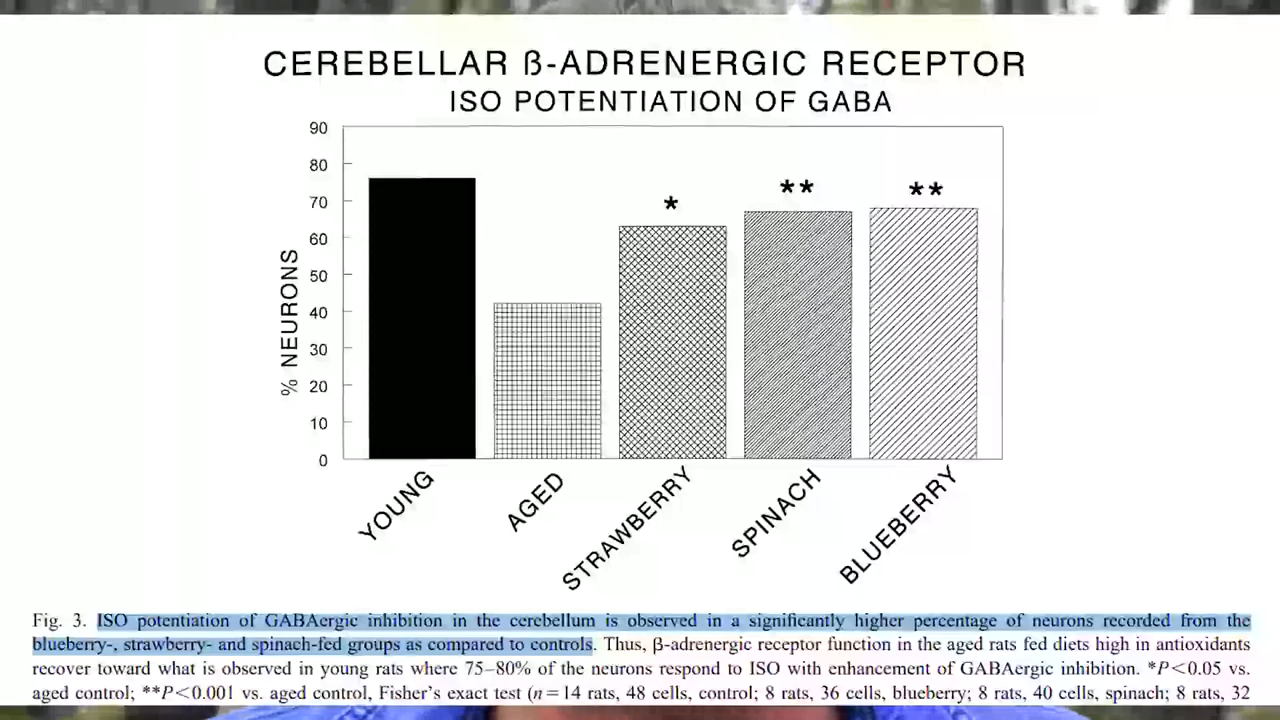 CEREBELLAR ß-ADRENERGIC RECEPTOR
ISO POTENTIATION OF GABA
90
80
70
60
50
40
30
20
10
0
% NEURONS
*
**
**
YOUNG
AGED
STRAWBERRY
SPINACH
BLUEBERRY
Fig. 3. ISO potentiation of GABAergic inhibition in the cerebellum is observed in a significantly higher percentage of neurons recorded from the
blueberry-, strawberry- and spinach-fed groups as compared to controls. Thus, β-adrenergic receptor function in the aged rats fed diets high in antioxidants
recover toward what is observed in young rats where 75–80% of the neurons respond to ISO with enhancement of GABAergic inhibition. *P<0.05 vs.
aged control; **P<0.001 vs. aged control, Fisher's exact test (n=14 rats, 48 cells, control; 8 rats, 36 cells, blueberry; 8 rats, 40 cells, spinach; 8 rats, 32